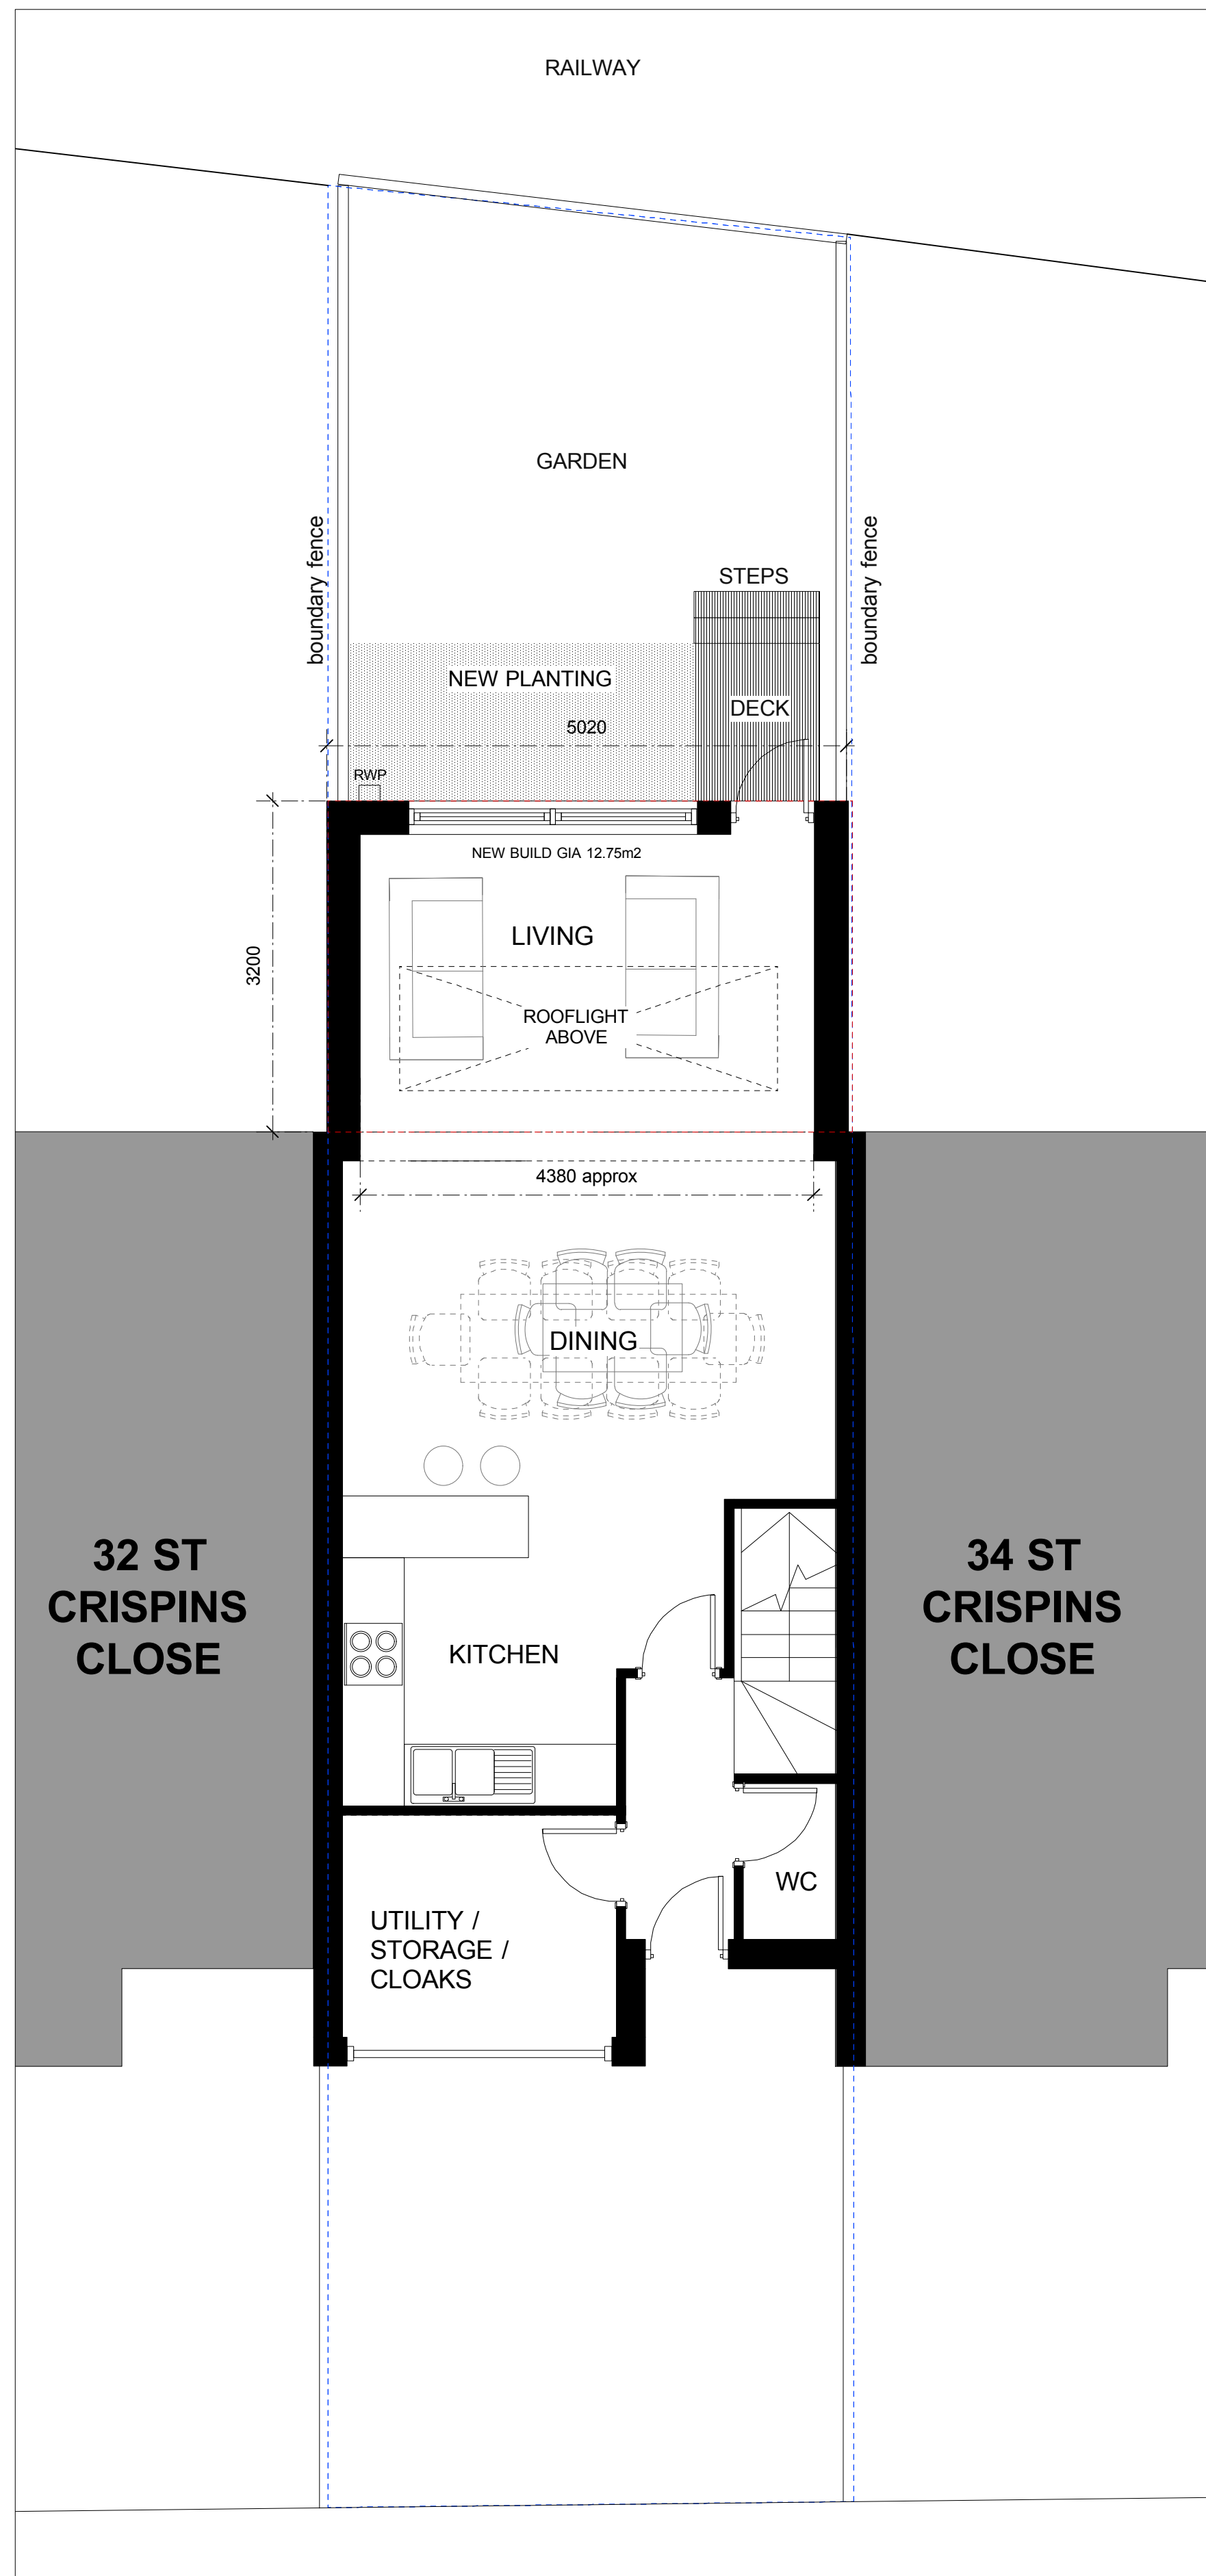 RAILWAY
GARDEN
boundary fence
boundary fence
STEPS
NEW PLANTING
DECK
5020
RWP
NEW BUILD GIA 12.75m2
LIVING
3200
ROOFLIGHT
ABOVE
4380 approx
DINING
32 ST
CRISPINS
CLOSE
34 ST
CRISPINS
CLOSE
KITCHEN
WC
UTILITY /
STORAGE /
CLOAKS